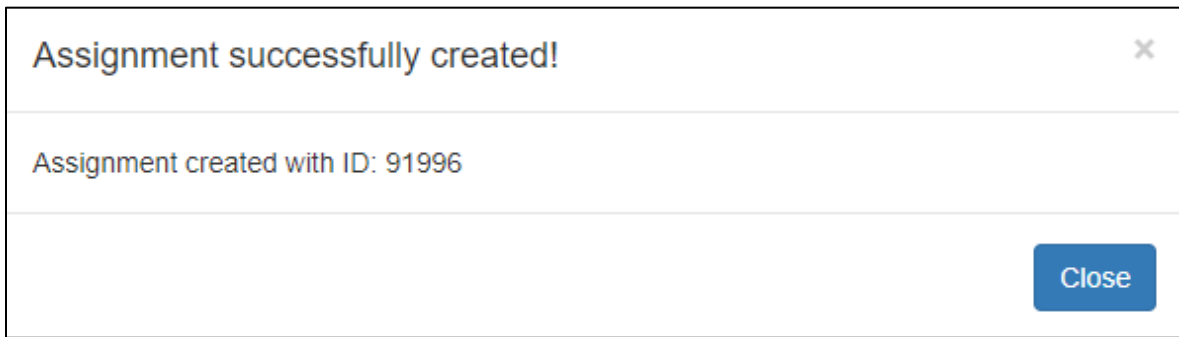 Assignment successfully created!
×
Assignment created with ID: 91996
Close